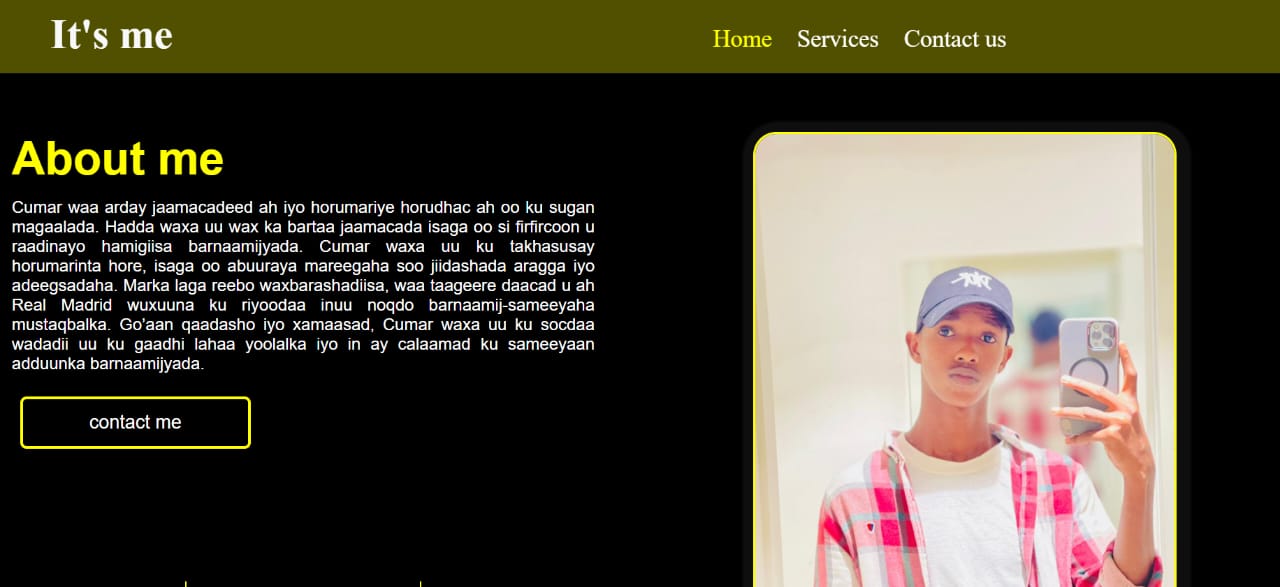 It's me
Home Services Contact us
About me
Cumar waa arday jaamacadeed ah iyo horumariye horudhac ah oo ku sugan
magaalada. Hadda waxa uu wax ka bartaa jaamacada isaga oo si firfircoon u
raadinayo hamigiisa barnaamijyada. Cumar waxa uu ku takhasusay
horumarinta hore, isaga oo abuuraya mareegaha soo jiidashada aragga iyo
adeegsadaha. Marka laga reebo waxbarashadiisa, waa taageere daacad u ah
Real Madrid wuxuuna ku riyoodaa inuu noqdo barnaamij-sameeyaha
mustaqbalka. Go'aan qaadasho iyo xamaasad, Cumar waxa uu ku socdaa
wadadii uu ku gaadhi lahaa yoolalka iyo in ay calaamad ku sameeyaan
adduunka barnaamijyada.
contact me